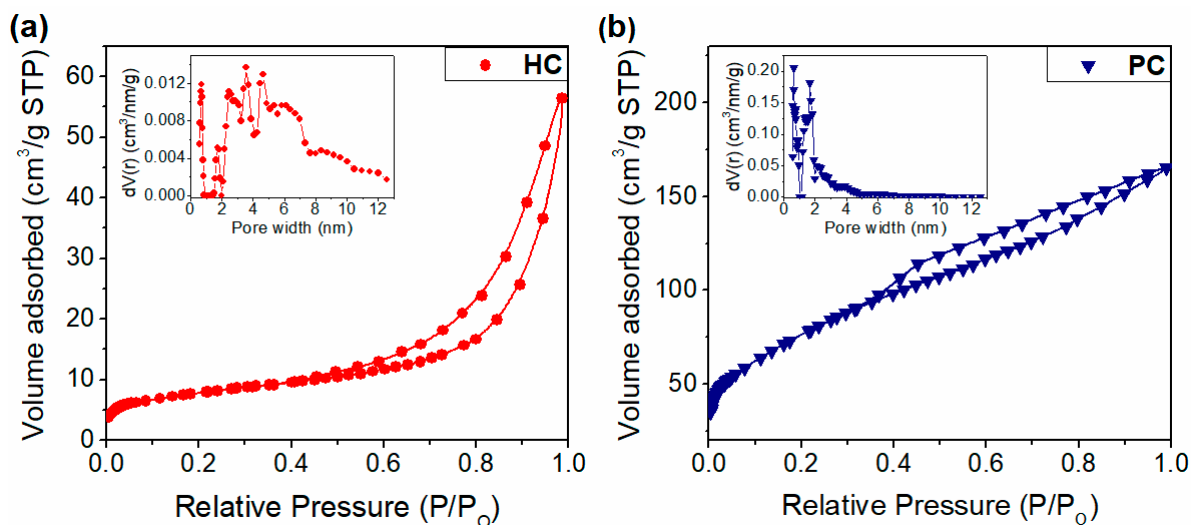 (a)
HC
Volume adsorbed (cm³/g STP)
60
50
40
30
20
10
0
0.0 0.2 0.4 0.6 0.8 1.0
Relative Pressure (P/P₀)
dV(r) (cm³/nm/g)
0.012
0.008
0.004
0.000
0 2 4 6 8 10 12
Pore width (nm)
(b)
PC
Volume adsorbed (cm³/g STP)
200
150
100
50
0.0 0.2 0.4 0.6 0.8 1.0
Relative Pressure (P/P₀)
dV(r) (cm³/nm/g)
0.20
0.15
0.10
0.05
0.00
0 2 4 6 8 10 12
Pore width (nm)